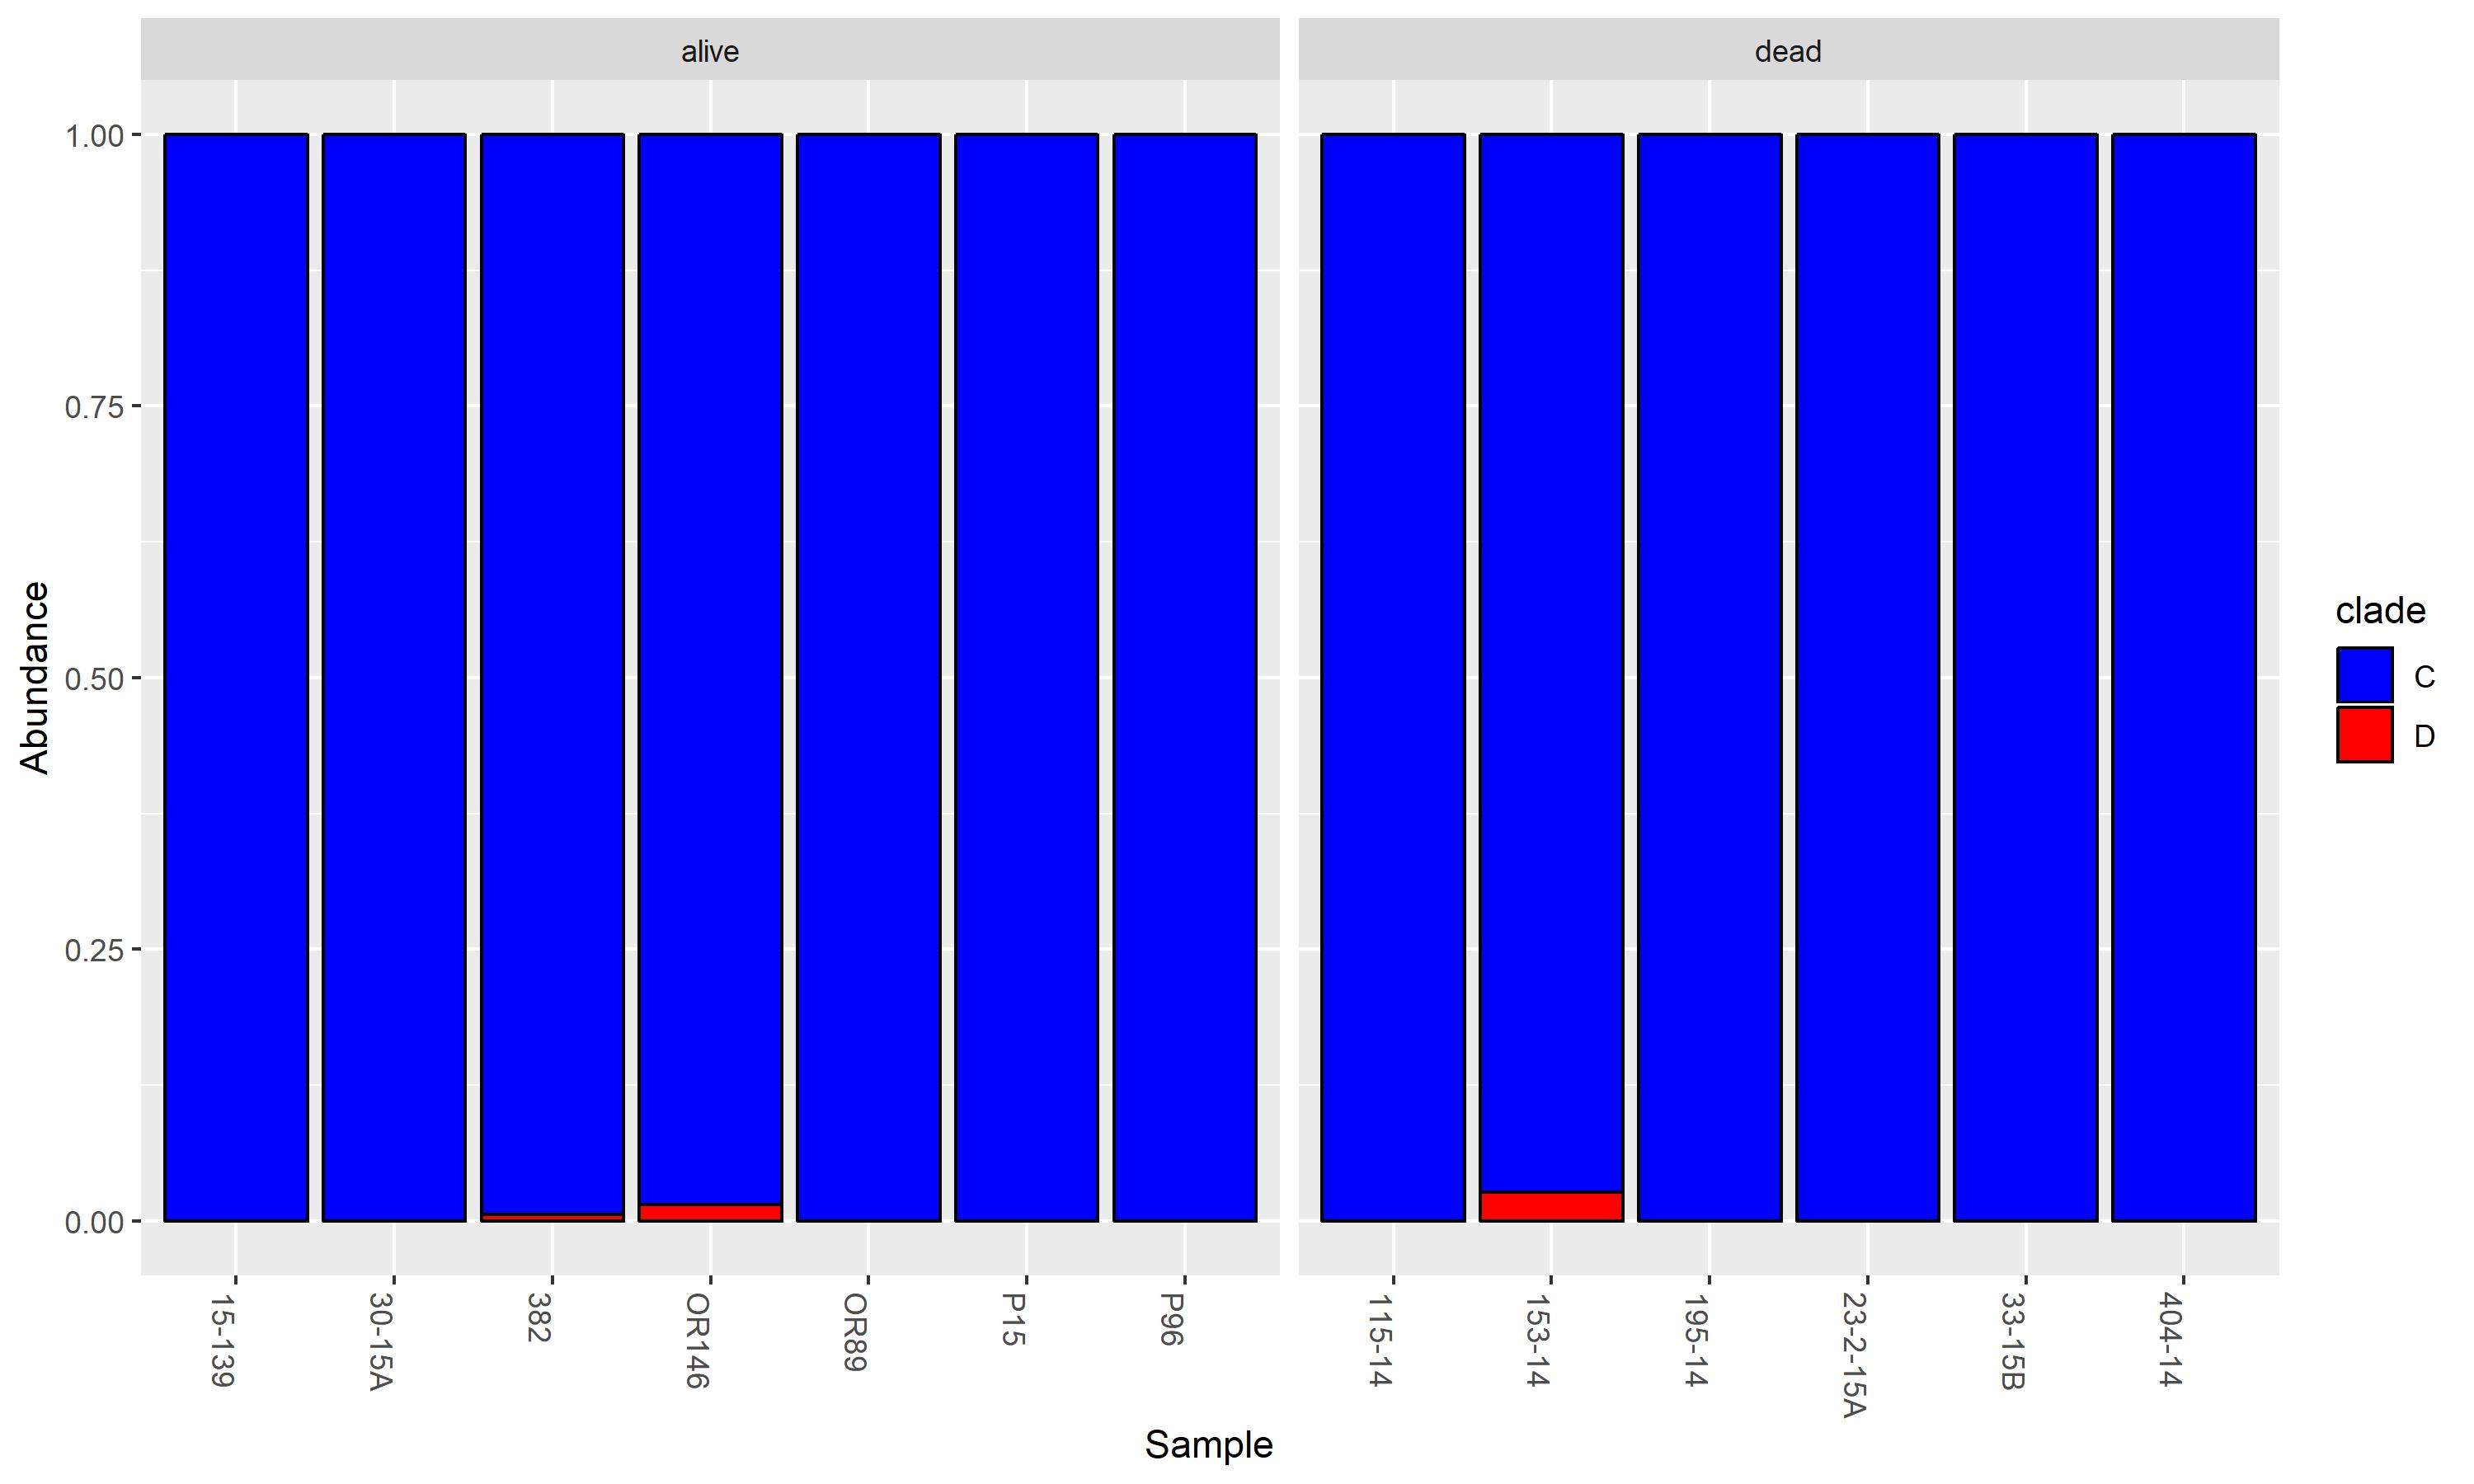 alive
dead
1.00
0.75
0.50
0.25
0.00
Abundance
15-139
30-15A
382
OR146
OR89
P15
P96
115-14
153-14
195-14
23-2-15A
33-15B
404-14
Sample
clade
C
D